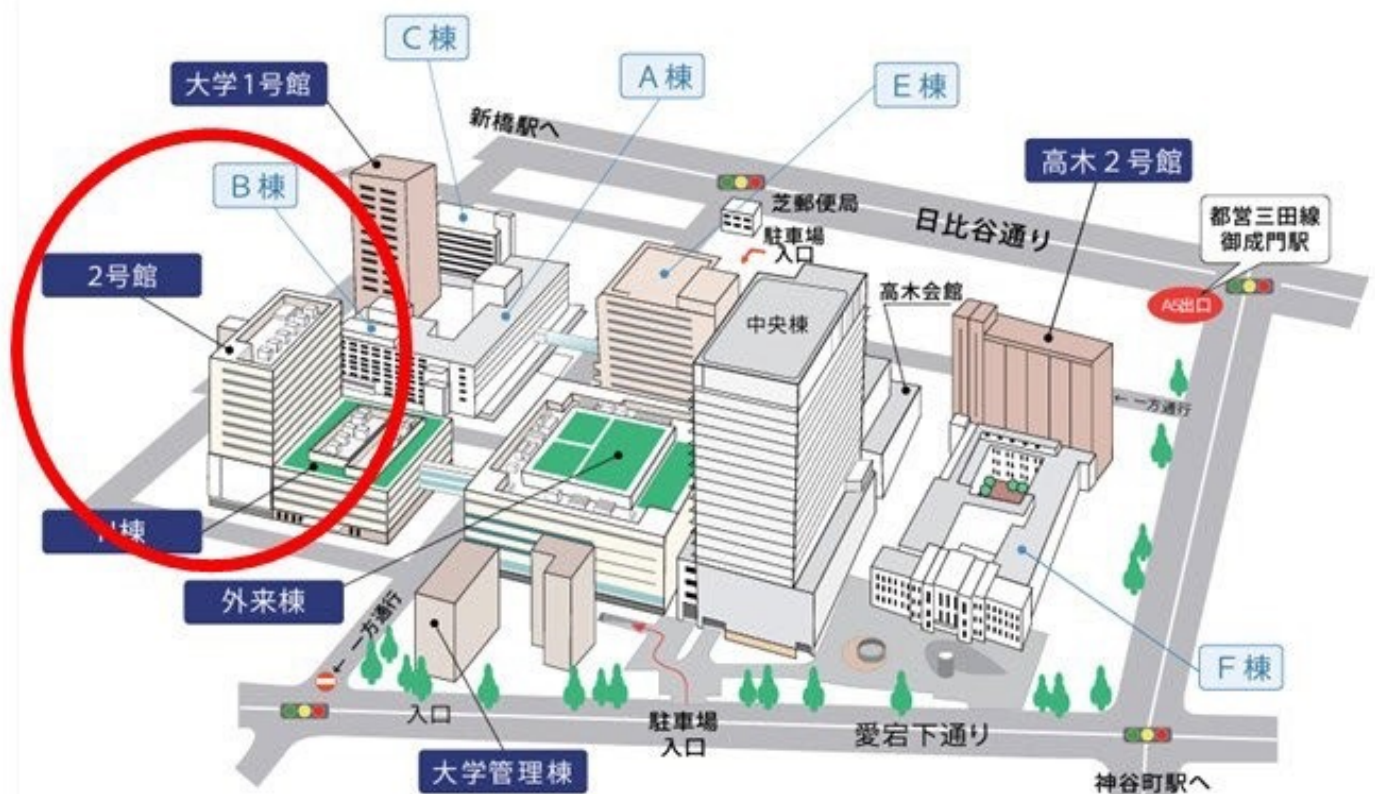 C棟
大学1号館
A棟
E棟
新橋駅へ
高木2号館
B棟
芝郵便局
日比谷通り
都営三田線
御成門駅
駐車場
入口
2号館
高木会館
A5出口
中央棟
←一方通行
N棟
外来棟
←一方通行
F棟
入口
駐車場
入口
愛宕下通り
大学管理棟
神谷町駅へ